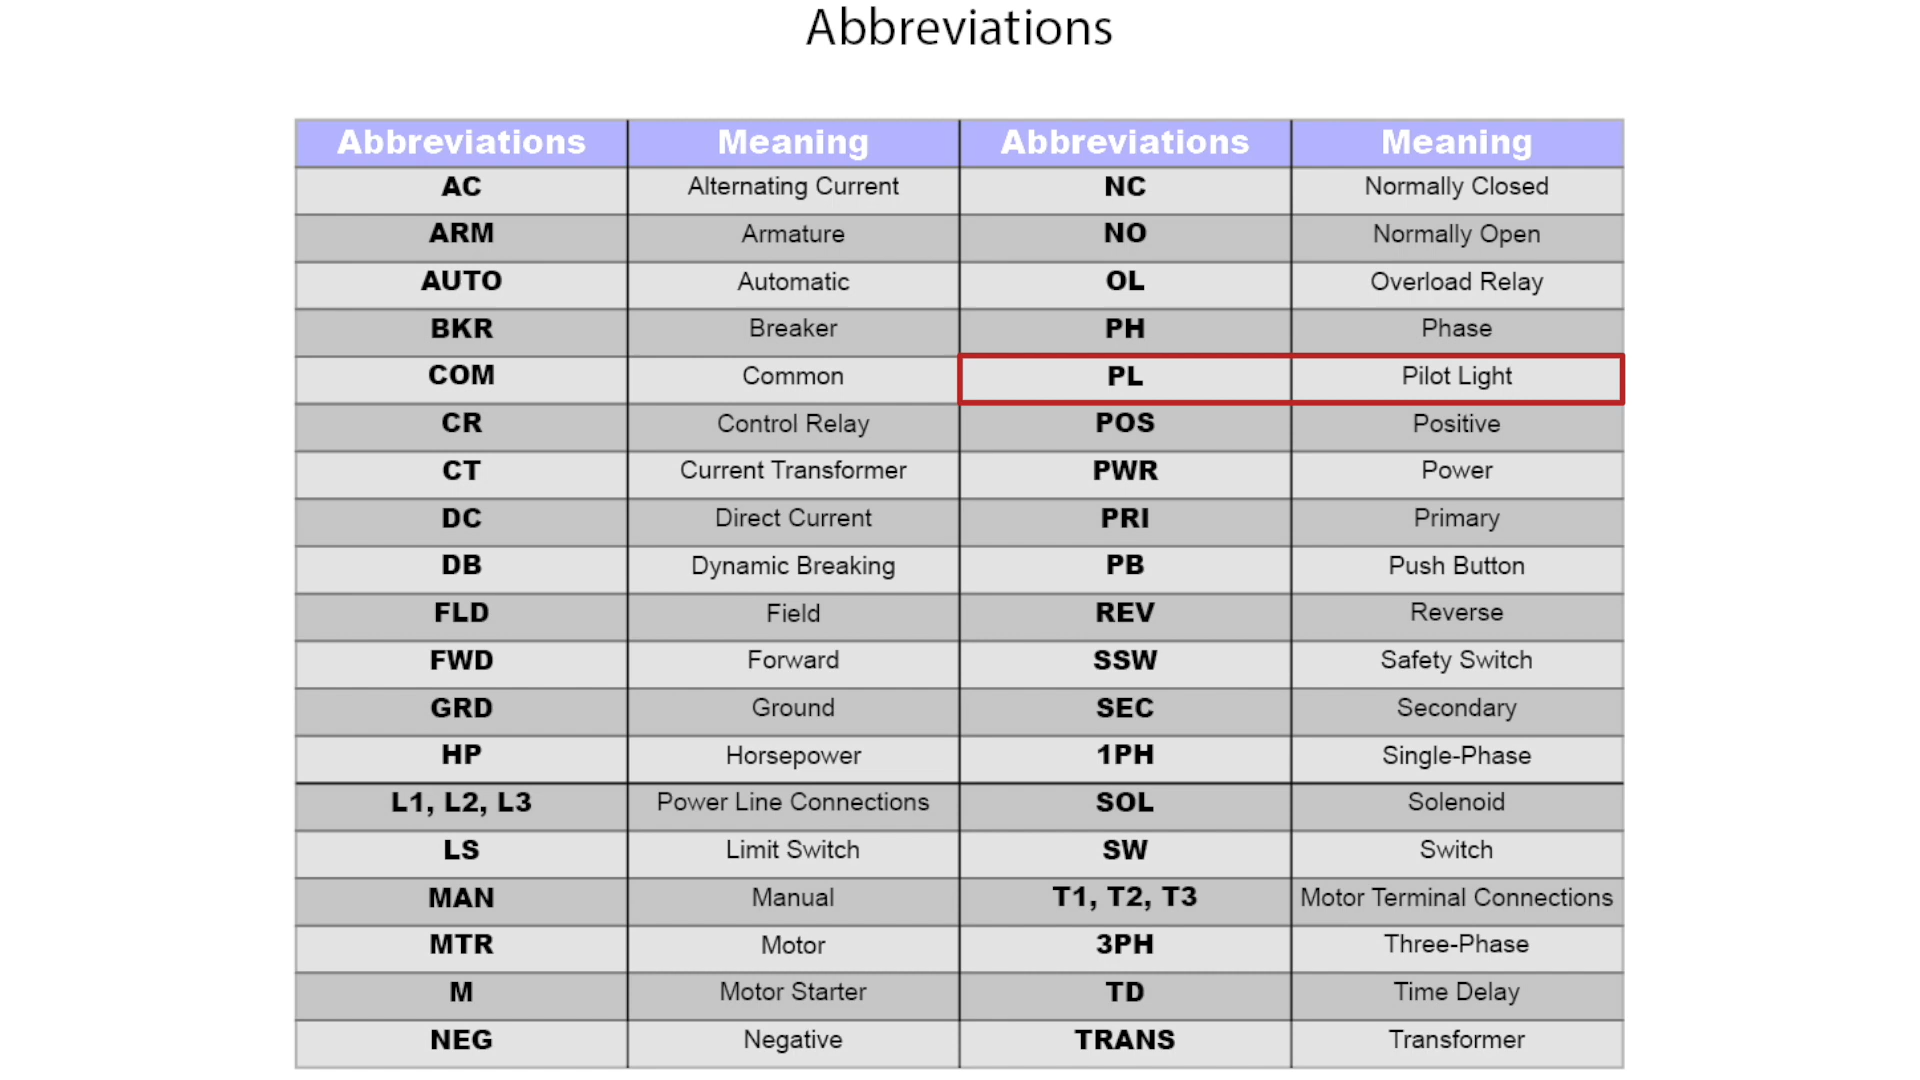 Abbreviations
Abbreviations Meaning Abbreviations Meaning
AC Alternating Current NC Normally Closed
ARM Armature NO Normally Open
AUTO Automatic OL Overload Relay
BKR Breaker PH Phase
COM Common PL Pilot Light
CR Control Relay POS Positive
CT Current Transformer PWR Power
DC Direct Current PRI Primary
DB Dynamic Breaking PB Push Button
FLD Field REV Reverse
FWD Forward SSW Safety Switch
GRD Ground SEC Secondary
HP Horsepower 1PH Single-Phase
L1, L2, L3 Power Line Connections SOL Solenoid
LS Limit Switch SW Switch
MAN Manual T1, T2, T3 Motor Terminal Connections
MTR Motor 3PH Three-Phase
M Motor Starter TD Time Delay
NEG Negative TRANS Transformer